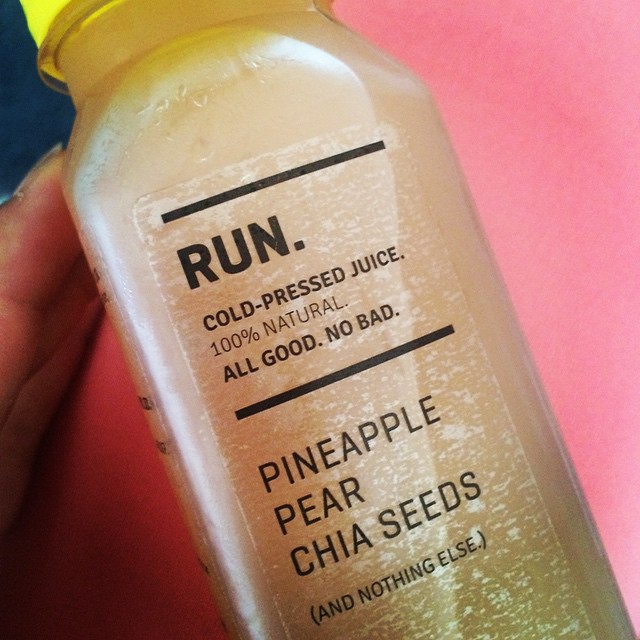 RUN.
COLD-PRESSED JUICE.
100% NATURAL.
ALL GOOD. NO BAD.
PINEAPPLE
PEAR
CHIA SEEDS
(AND NOTHING ELSE.)